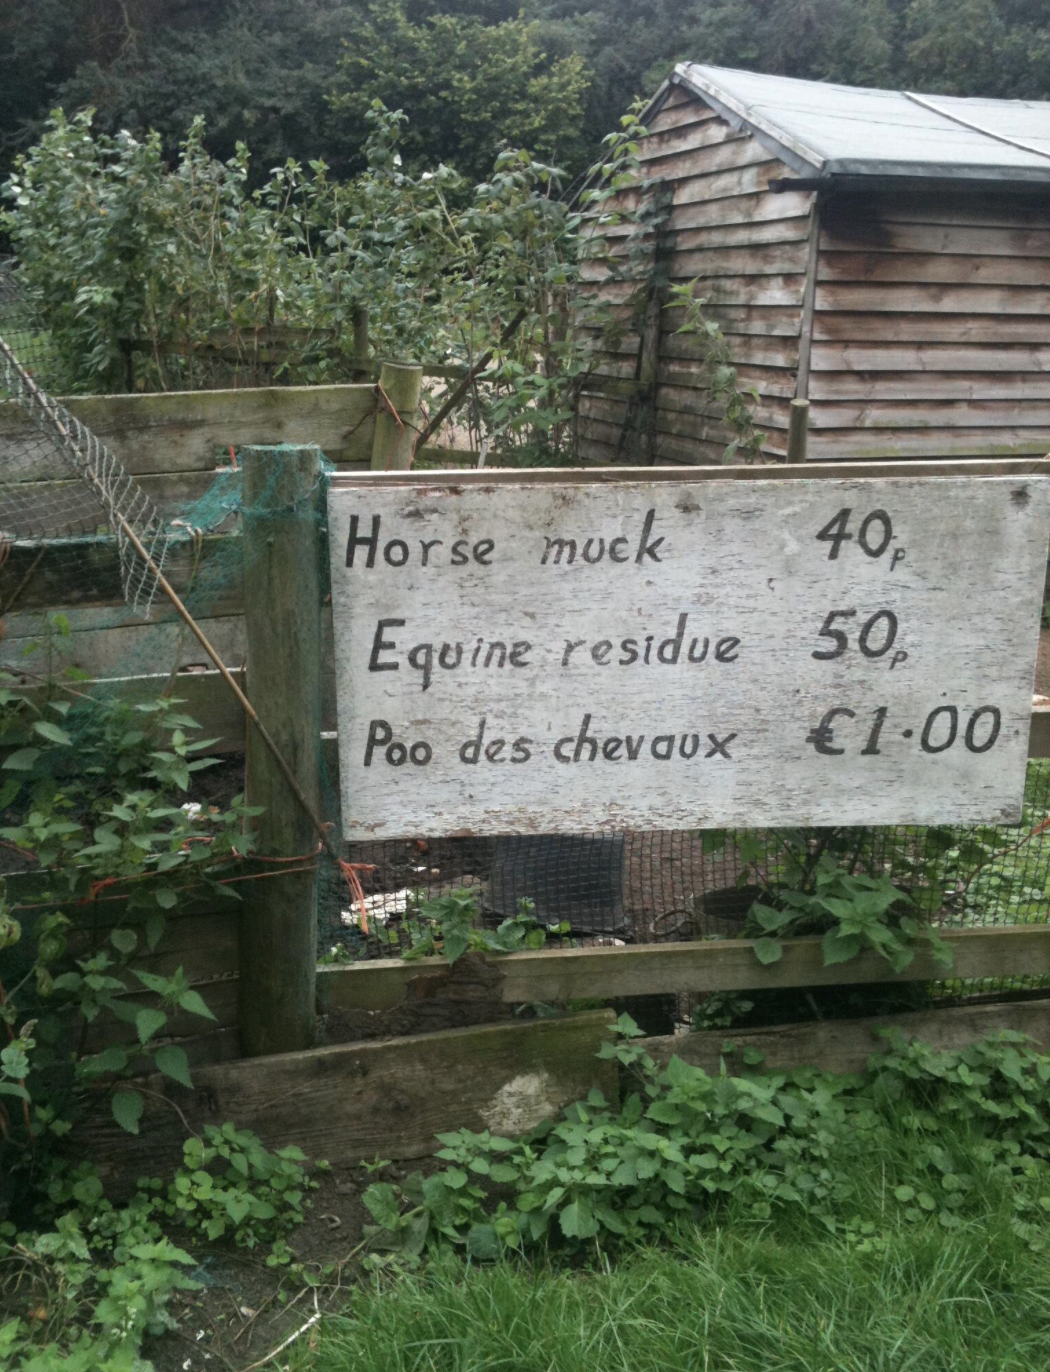 Horse muck 40p
Equine residue 50p
Poo des chevaux €1.00